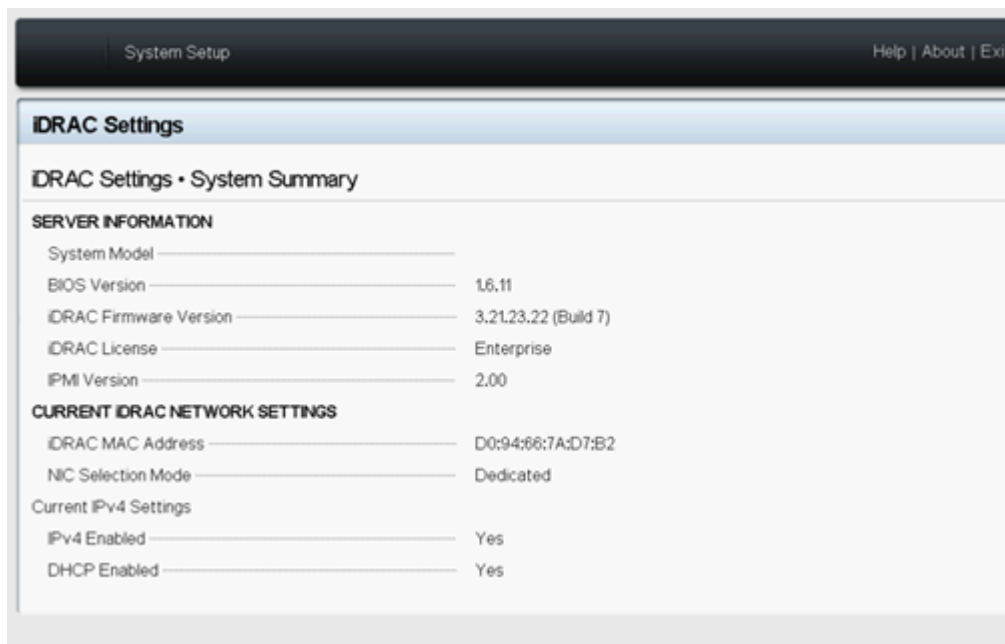 System Setup
Help | About | Exi
iDRAC Settings
iDRAC Settings • System Summary
SERVER INFORMATION
System Model
BIOS Version 1.6.11
iDRAC Firmware Version 3.21.23.22 (Build 7)
iDRAC License Enterprise
IPMI Version 2.00
CURRENT iDRAC NETWORK SETTINGS
iDRAC MAC Address D0:94:66:7A:D7:B2
NIC Selection Mode Dedicated
Current IPv4 Settings
IPv4 Enabled Yes
DHCP Enabled Yes